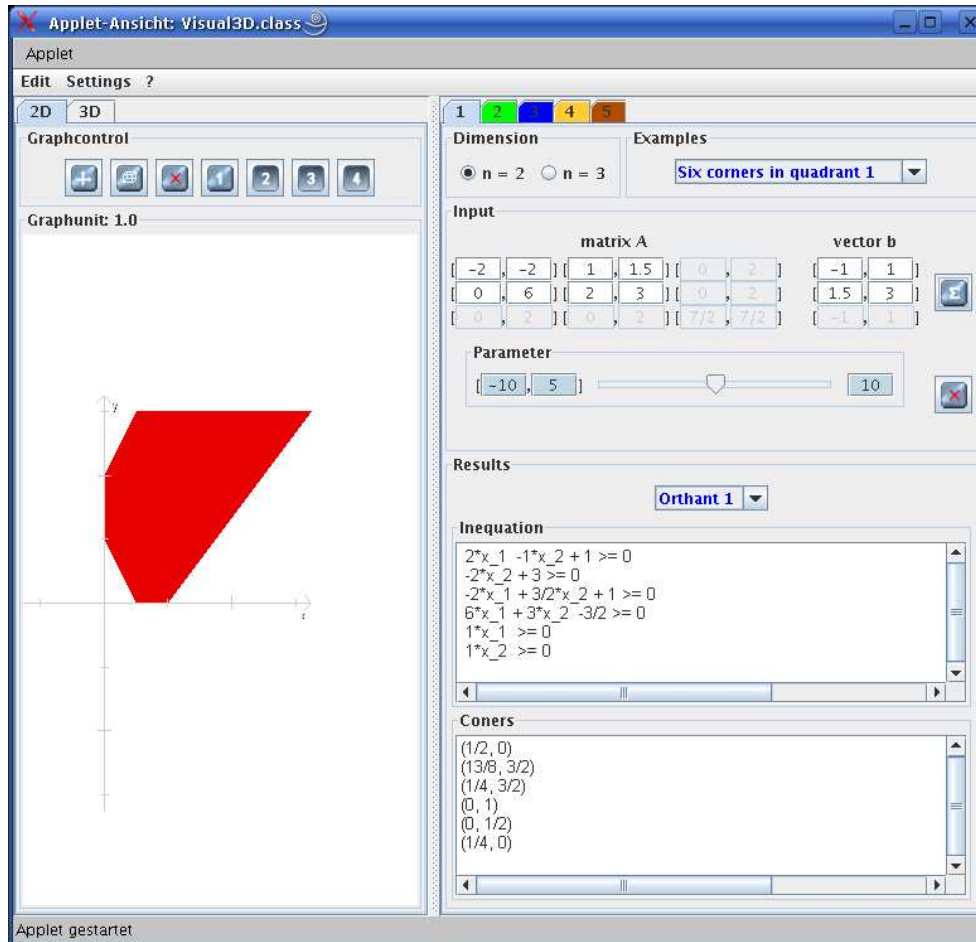 Applet-Ansicht: Visual3D.class
Applet
Edit Settings ?
2D 3D
Graphcontrol
1 2 3 4
Graphunit: 1.0
y
x
1 2 3 4 5
Dimension
n = 2 n = 3
Examples
Six corners in quadrant 1
Input
matrix A vector b
[ -2 , -2 ] [ 1 , 1.5 ] [ 0 , 2 ] [ -1 , 1 ]
[ 0 , 6 ] [ 2 , 3 ] [ 0 , 2 ] [ 1.5 , 3 ]
[ 0 , 2 ] [ 0 , 2 ] [ 7/2 , 7/2 ] [ -1 , 1 ]
Σ
Parameter
[ -10 , 5 ] 10
Results
Orthant 1
Inequation
2*x_1 -1*x_2 + 1 >= 0
-2*x_2 + 3 >= 0
-2*x_1 + 3/2*x_2 + 1 >= 0
6*x_1 + 3*x_2 -3/2 >= 0
1*x_1 >= 0
1*x_2 >= 0
Coners
(1/2, 0)
(13/8, 3/2)
(1/4, 3/2)
(0, 1)
(0, 1/2)
(1/4, 0)
Applet gestartet